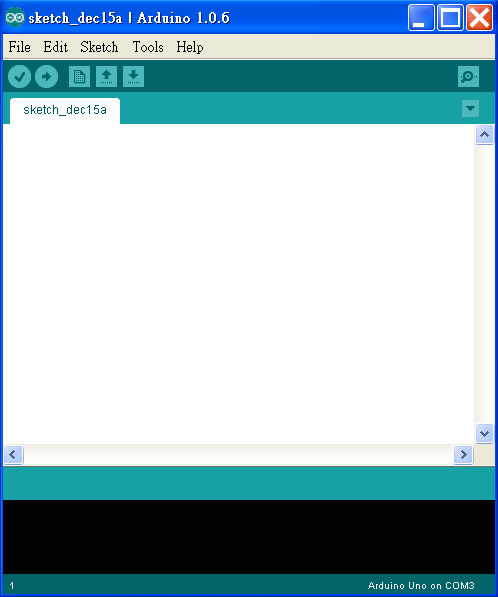 sketch_dec15a | Arduino 1.0.6
File Edit Sketch Tools Help
sketch_dec15a
1 Arduino Uno on COM3